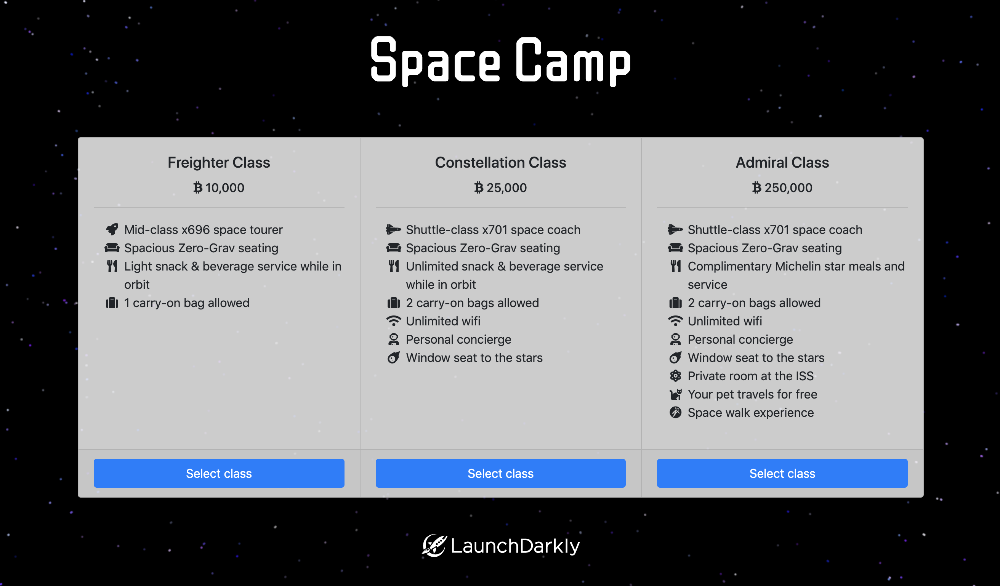 Space Camp
Freighter Class
₿ 10,000
Mid-class x696 space tourer
Spacious Zero-Grav seating
Light snack & beverage service while in
orbit
1 carry-on bag allowed
Select class
Constellation Class
₿ 25,000
Shuttle-class x701 space coach
Spacious Zero-Grav seating
Unlimited snack & beverage service
while in orbit
2 carry-on bags allowed
Unlimited wifi
Personal concierge
Window seat to the stars
Select class
Admiral Class
₿ 250,000
Shuttle-class x701 space coach
Spacious Zero-Grav seating
Complimentary Michelin star meals and
service
2 carry-on bags allowed
Unlimited wifi
Personal concierge
Window seat to the stars
Private room at the ISS
Your pet travels for free
Space walk experience
Select class
LaunchDarkly